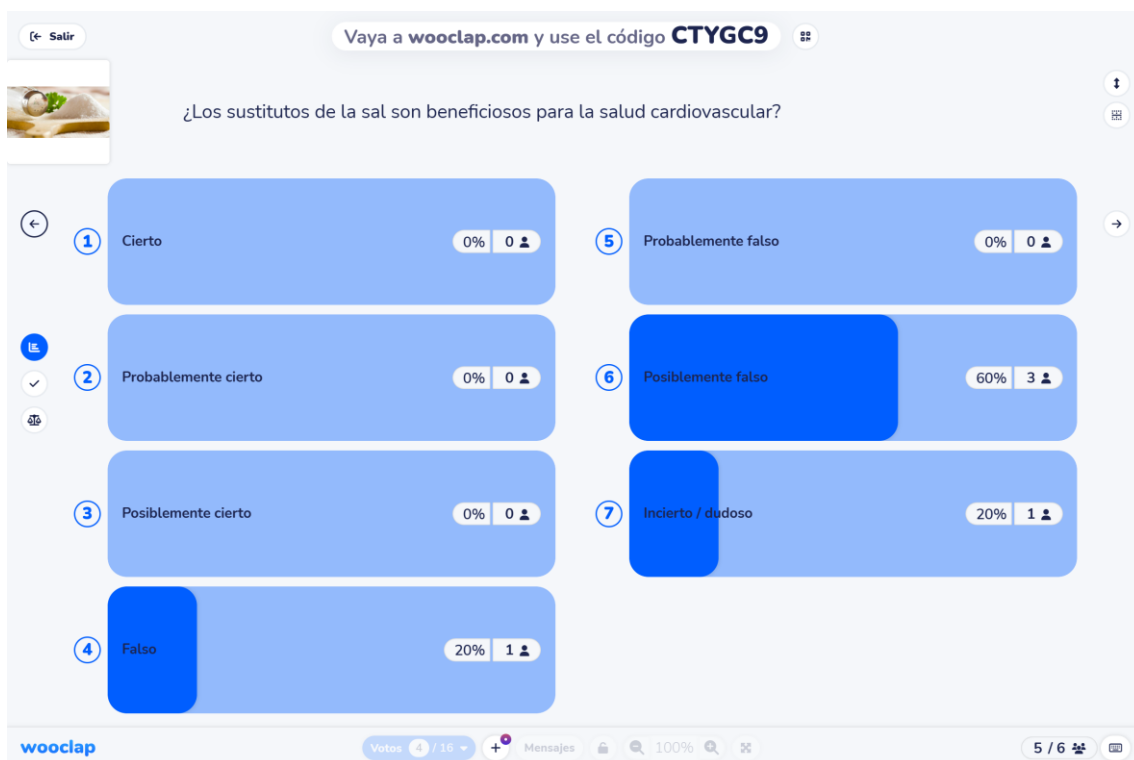 Salir
Vaya a wooclap.com y use el código CTYGC9
¿Los sustitutos de la sal son beneficiosos para la salud cardiovascular?
1 Cierto 0% 0
2 Probablemente cierto 0% 0
3 Posiblemente cierto 0% 0
4 Falso 20% 1
5 Probablemente falso 0% 0
6 Posiblemente falso 60% 3
7 Incierto / dudoso 20% 1
wooclap
Votos 4 / 16
+
Mensajes
100%
5 / 6